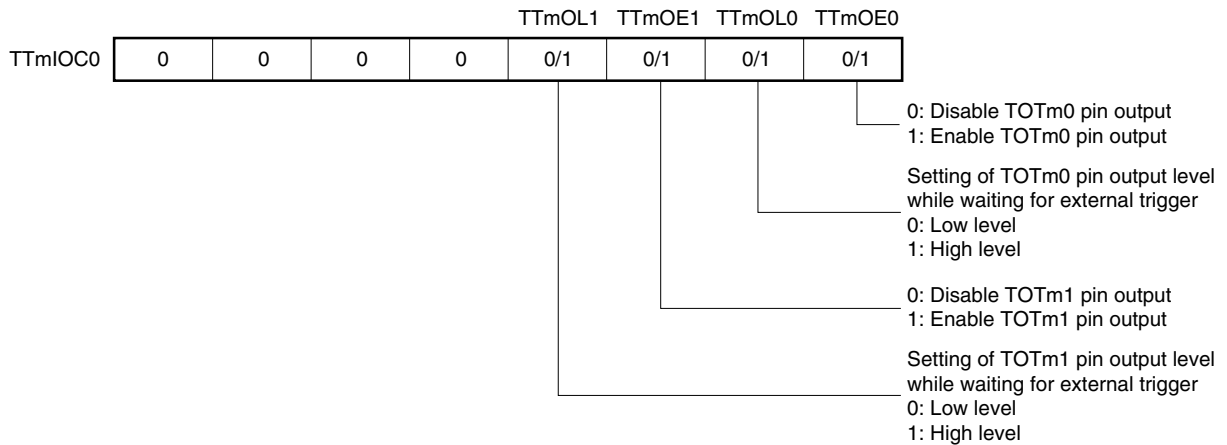 TTmOL1 TTmOE1 TTmOL0 TTmOE0
TTmIOC0 0 0 0 0 0/1 0/1 0/1 0/1
0: Disable TOTm0 pin output
1: Enable TOTm0 pin output
Setting of TOTm0 pin output level
while waiting for external trigger
0: Low level
1: High level
0: Disable TOTm1 pin output
1: Enable TOTm1 pin output
Setting of TOTm1 pin output level
while waiting for external trigger
0: Low level
1: High level